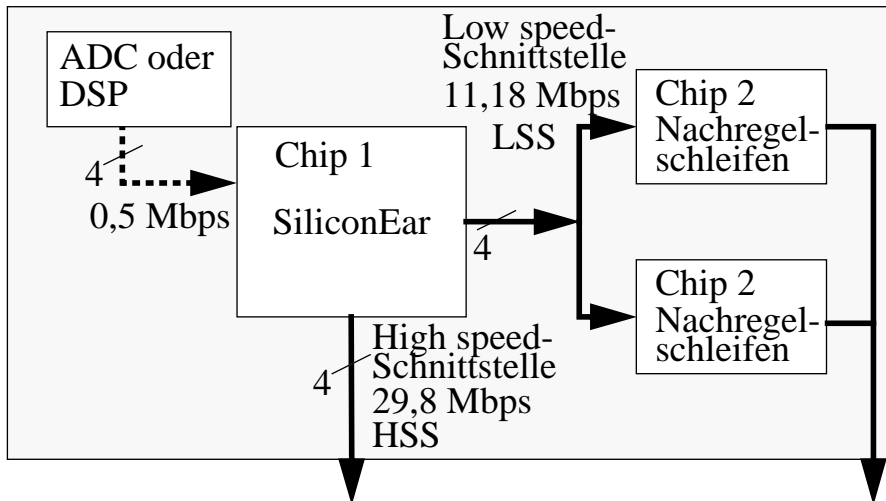 ADC oder
DSP
4
0,5 Mbps
Chip 1
SiliconEar
4
Low speed-
Schnittstelle
11,18 Mbps
LSS
Chip 2
Nachregel-
schleifen
Chip 2
Nachregel-
schleifen
4
High speed-
Schnittstelle
29,8 Mbps
HSS